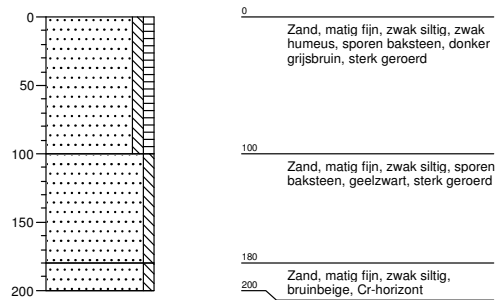 0
50
100
150
200
0
Zand, matig fijn, zwak siltig, zwak
humeus, sporen baksteen, donker
grijsbruin, sterk geroerd
100
Zand, matig fijn, zwak siltig, sporen
baksteen, geelzwart, sterk geroerd
180
Zand, matig fijn, zwak siltig,
bruinbeige, Cr-horizont
200